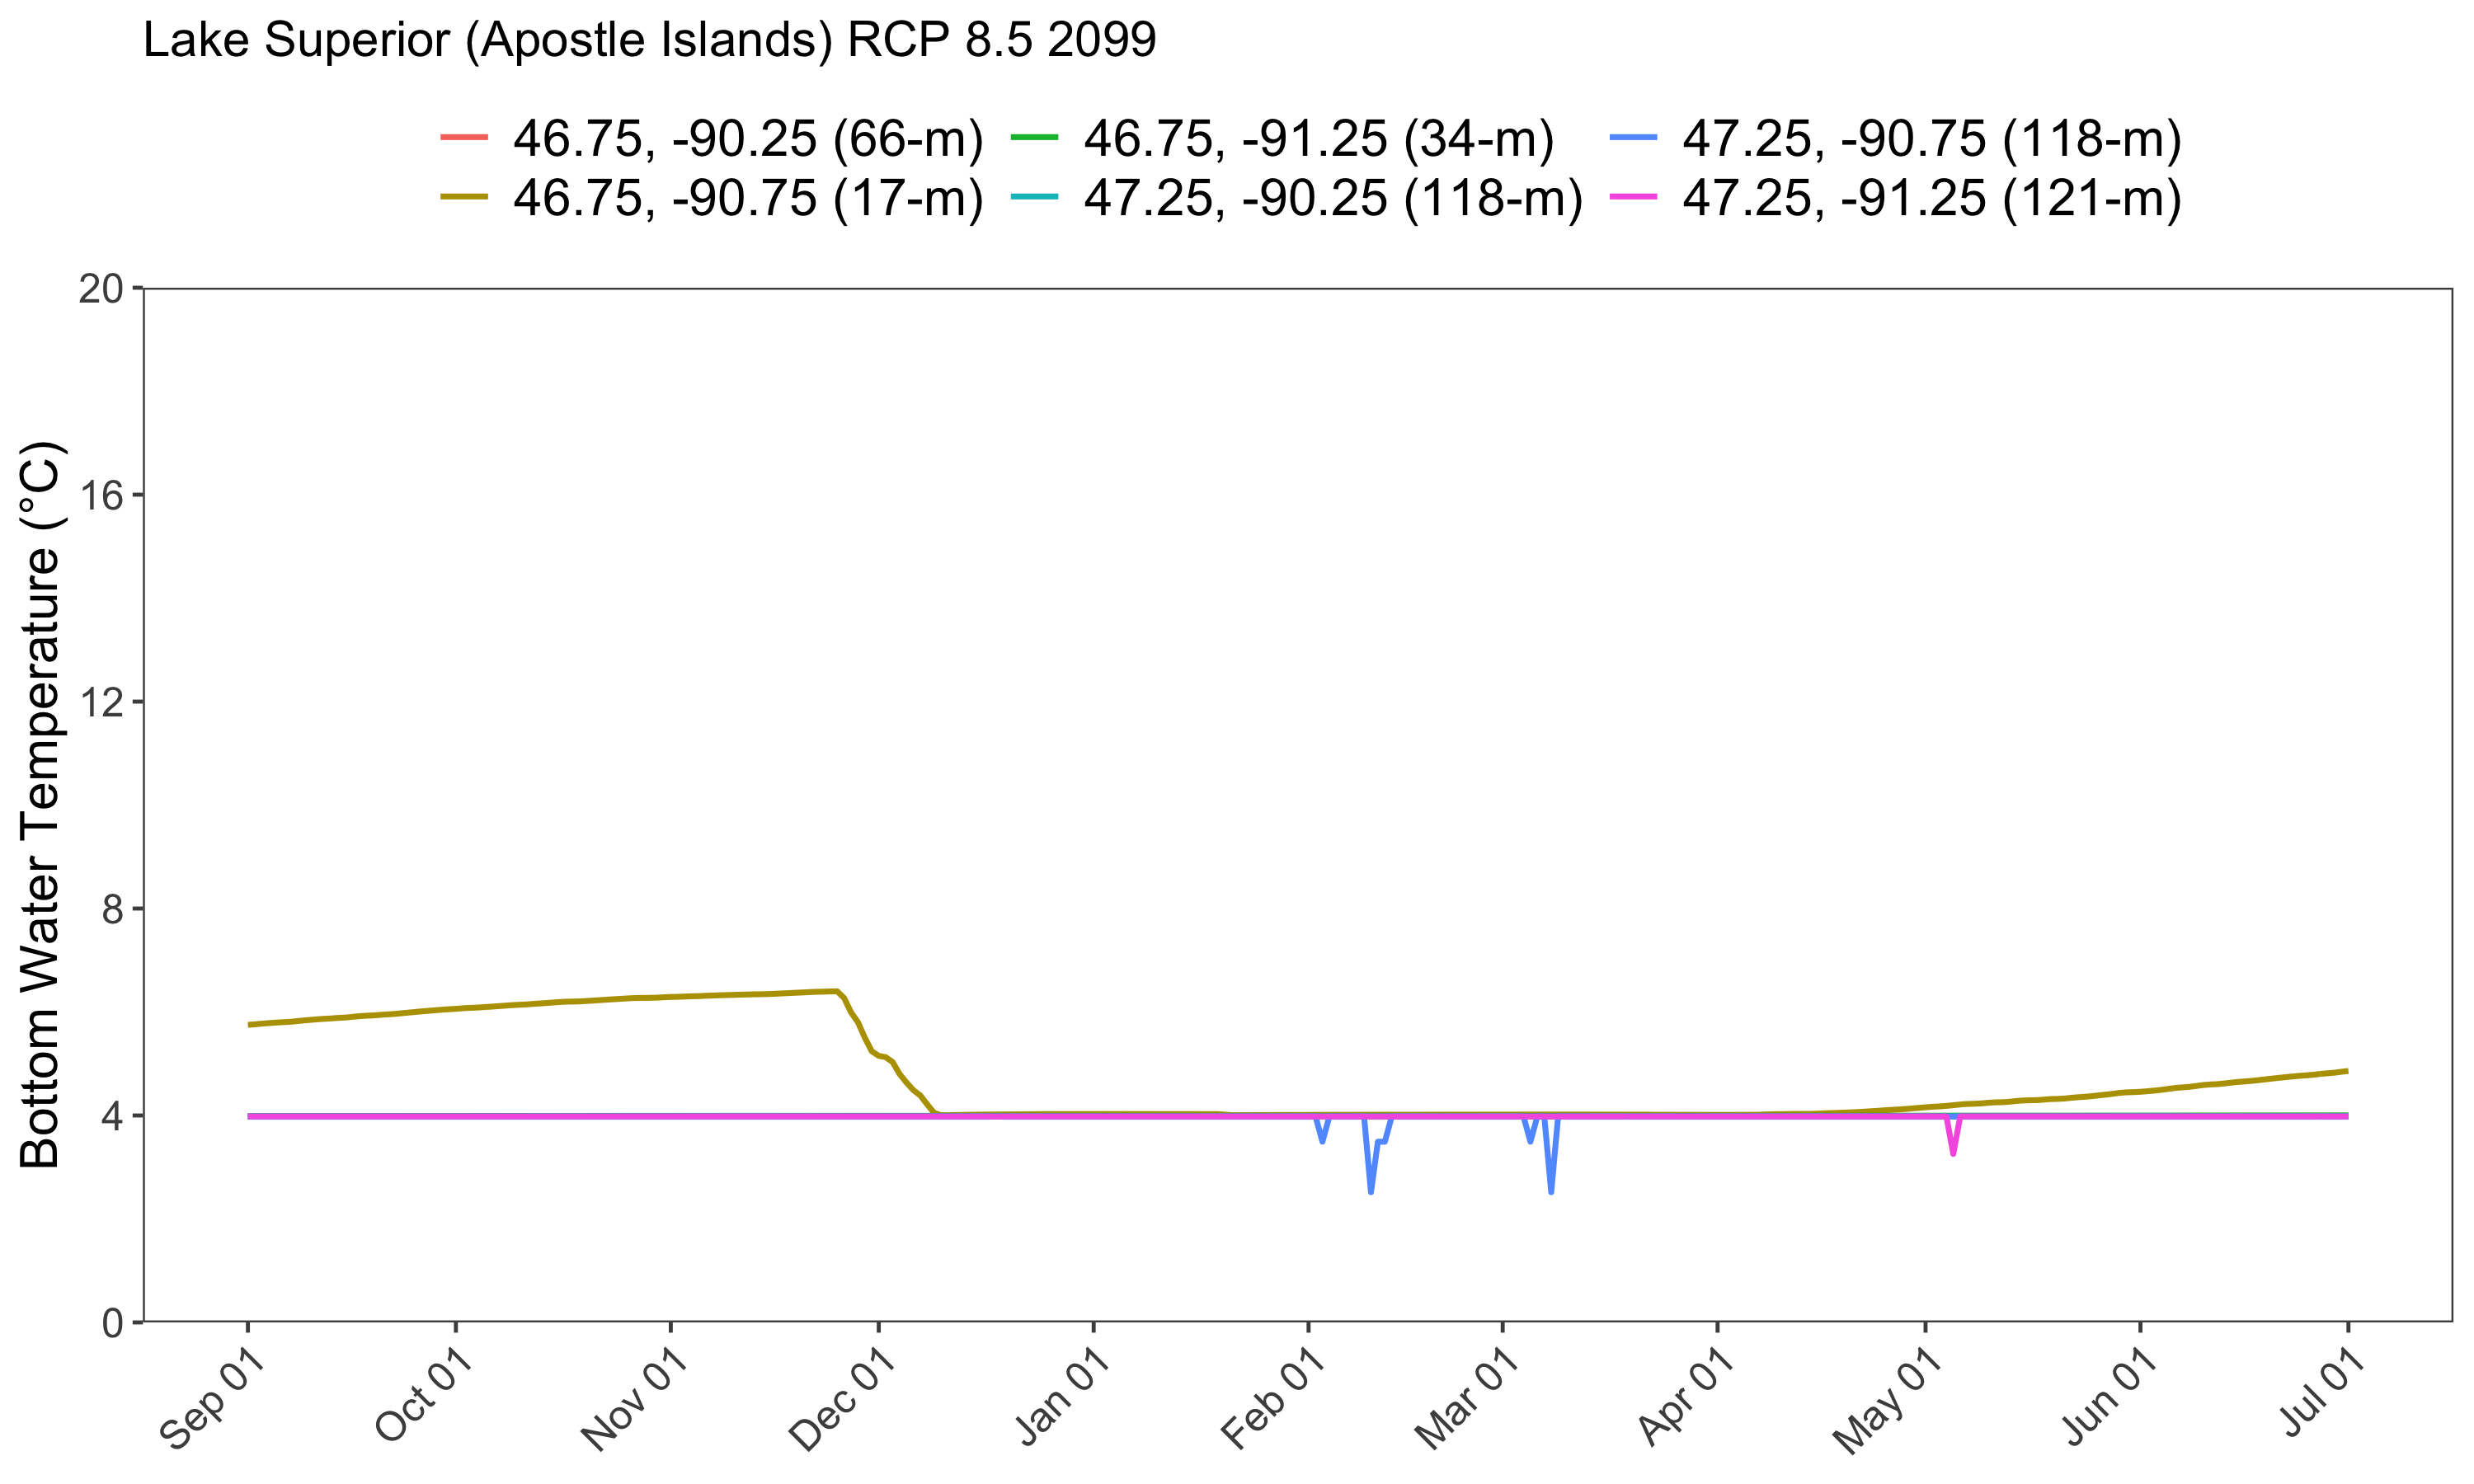 Lake Superior (Apostle Islands) RCP 8.5 2099
46.75, -90.25 (66-m) 46.75, -91.25 (34-m) 47.25, -90.75 (118-m)
46.75, -90.75 (17-m) 47.25, -90.25 (118-m) 47.25, -91.25 (121-m)
Bottom Water Temperature (°C)
20
16
12
8
4
0
Sep 01 Oct 01 Nov 01 Dec 01 Jan 01 Feb 01 Mar 01 Apr 01 May 01 Jun 01 Jul 01